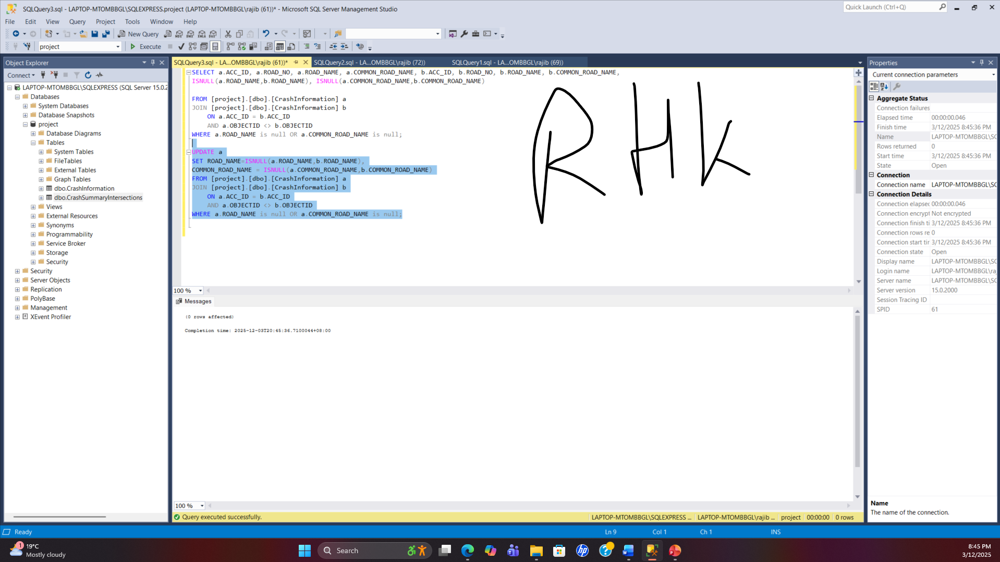 SQLQuery3.sql - LAPTOP-MTOMBBGL\SQLEXPRESS.project (LAPTOP-MTOMBBGL\rajib (61))* - Microsoft SQL Server Management Studio
Quick Launch (Ctrl+Q)
File Edit View Query Project Tools Window Help
New Query MDX DMX XMLA DAX
project Execute
Object Explorer
Connect
LAPTOP-MTOMBBGL\SQLEXPRESS (SQL Server 15.0.2
Databases
System Databases
Database Snapshots
project
Database Diagrams
Tables
System Tables
FileTables
External Tables
Graph Tables
dbo.CrashInformation
dbo.CrashSummaryIntersections
Views
External Resources
Synonyms
Programmability
Service Broker
Storage
Security
Security
Server Objects
Replication
PolyBase
Management
XEvent Profiler
SQLQuery3.sql - LA...OMBBGL\rajib (61))* SQLQuery2.sql - LA...OMBBGL\rajib (72)) SQLQuery1.sql - LA...OMBBGL\rajib (69))
SELECT a.ACC_ID, a.ROAD_NO, a.ROAD_NAME, a.COMMON_ROAD_NAME, b.ACC_ID, b.ROAD_NO, b.ROAD_NAME, b.COMMON_ROAD_NAME,
ISNULL(a.ROAD_NAME,b.ROAD_NAME), ISNULL(a.COMMON_ROAD_NAME,b.COMMON_ROAD_NAME)
FROM [project].[dbo].[CrashInformation] a
JOIN [project].[dbo].[CrashInformation] b
ON a.ACC_ID = b.ACC_ID
AND a.OBJECTID <> b.OBJECTID
WHERE a.ROAD_NAME is null OR a.COMMON_ROAD_NAME is null;
UPDATE a
SET ROAD_NAME=ISNULL(a.ROAD_NAME,b.ROAD_NAME),
COMMON_ROAD_NAME = ISNULL(a.COMMON_ROAD_NAME,b.COMMON_ROAD_NAME)
FROM [project].[dbo].[CrashInformation] a
JOIN [project].[dbo].[CrashInformation] b
ON a.ACC_ID = b.ACC_ID
AND a.OBJECTID <> b.OBJECTID
WHERE a.ROAD_NAME is null OR a.COMMON_ROAD_NAME is null;
RHK
100 %
Messages
(0 rows affected)
Completion time: 2025-12-03T20:45:36.7100044+08:00
100 %
Query executed successfully. LAPTOP-MTOMBBGL\SQLEXPRESS ... LAPTOP-MTOMBBGL\rajib ... project 00:00:00 0 rows
Properties
Current connection parameters
Aggregate Status
Connection failures
Elapsed time 00:00:00.046
Finish time 3/12/2025 8:45:36 PM
Name LAPTOP-MTOMBBGL\SC
Rows returned 0
Start time 3/12/2025 8:45:36 PM
State Open
Connection
Connection name LAPTOP-MTOMBBGL\SC
Connection Details
Connection elapsec 00:00:00.046
Connection encrypt Not encrypted
Connection finish ti 3/12/2025 8:45:36 PM
Connection rows re 0
Connection start tir 3/12/2025 8:45:36 PM
Connection state Open
Display name LAPTOP-MTOMBBGL\SC
Login name LAPTOP-MTOMBBGL\ra
Server name LAPTOP-MTOMBBGL\SC
Server version 15.0.2000
Session Tracing ID
SPID 61
Name
The name of the connection.
Ready Ln 9 Col 1 Ch 1 INS
1 19°C
Mostly cloudy
Search
hp
8:45 PM
3/12/2025